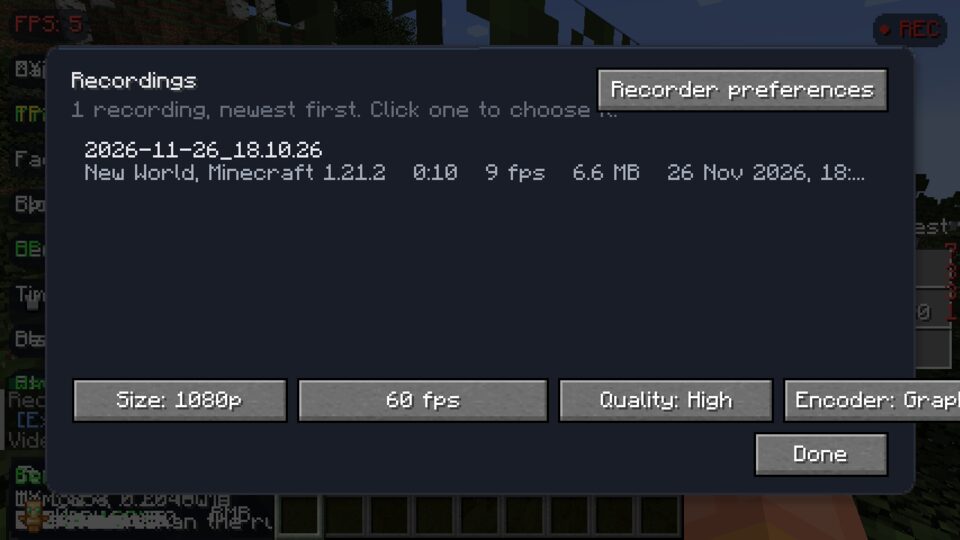 FPS: 5
● REC
Recordings
Recorder preferences
1 recording, newest first. Click one to choose
2026-11-26_18.10.26
New World, Minecraft 1.21.2 0:10 9 fps 6.6 MB 26 Nov 2026, 18:...
Size: 1080p
60 fps
Quality: High
Encoder: Grap
Done